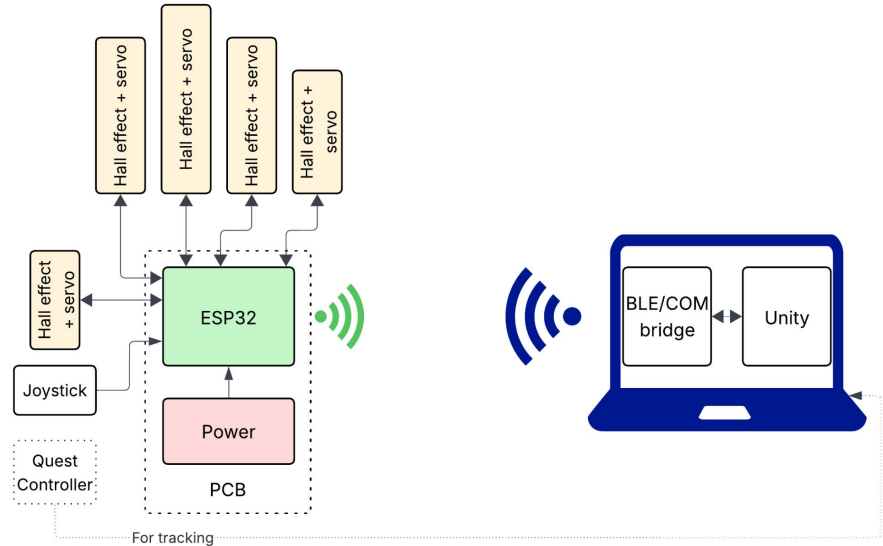 Hall effect + servo
Hall effect + servo
Hall effect + servo
Hall effect +
servo
Hall effect
+ servo
ESP32
BLE/COM
bridge
Unity
Joystick
Power
Quest
Controller
PCB
For tracking